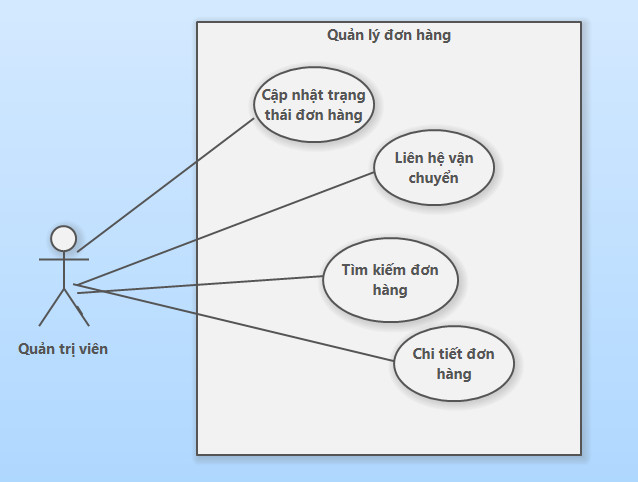 Quản lý đơn hàng
Cập nhật trạng
thái đơn hàng
Liên hệ vận
chuyển
Tìm kiếm đơn
hàng
Quản trị viên
Chi tiết đơn
hàng